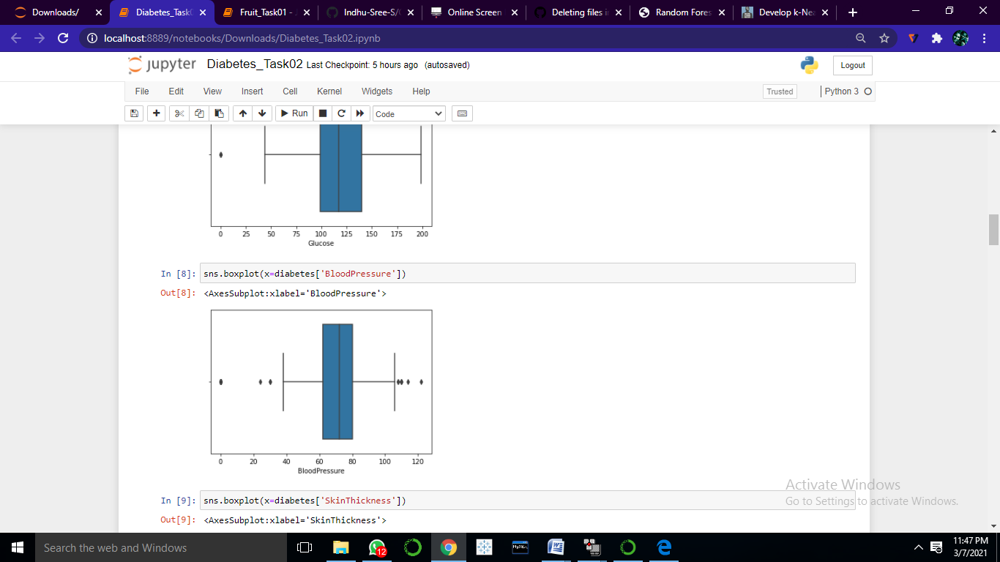 Downloads/
Diabetes_Task
Fruit_Task01 -
Indhu-Sree-S/
Online Screen
Deleting files
Random Fores
Develop k-Ne
localhost:8889/notebooks/Downloads/Diabetes_Task02.ipynb
jupyter Diabetes_Task02 Last Checkpoint: 5 hours ago (autosaved)
Logout
File Edit View Insert Cell Kernel Widgets Help
Trusted
Python 3
Run
Code
0 25 50 75 100 125 150 175 200
Glucose
In [8]: sns.boxplot(x=diabetes['BloodPressure'])
Out[8]: <AxesSubplot:xlabel='BloodPressure'>
0 20 40 60 80 100 120
BloodPressure
Activate Windows
Go to Settings to activate Windows.
In [9]: sns.boxplot(x=diabetes['SkinThickness'])
Out[9]: <AxesSubplot:xlabel='SkinThickness'>
Search the web and Windows
12
MySQL
11:47 PM
3/7/2021